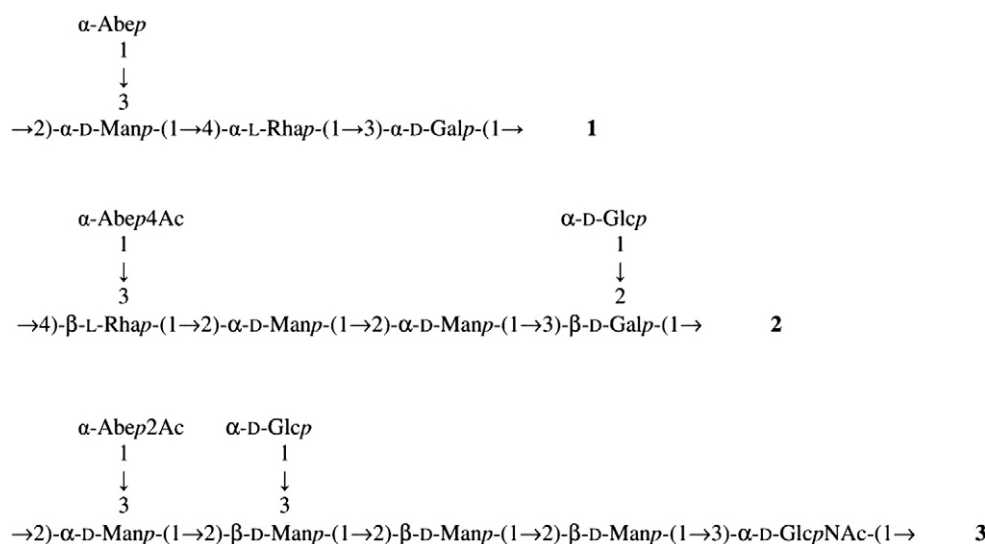 α-Abep
1
↓
3
→2)-α-D-Manp-(1→4)-α-L-Rhap-(1→3)-α-D-Galp-(1→ 1
α-Abep4Ac α-D-Glcp
1 1
↓ ↓
3 2
→4)-β-L-Rhap-(1→2)-α-D-Manp-(1→2)-α-D-Manp-(1→3)-β-D-Galp-(1→ 2
α-Abep2Ac α-D-Glcp
1 1
↓ ↓
3 3
→2)-α-D-Manp-(1→2)-β-D-Manp-(1→2)-β-D-Manp-(1→2)-β-D-Manp-(1→3)-α-D-GlcpNAc-(1→ 3